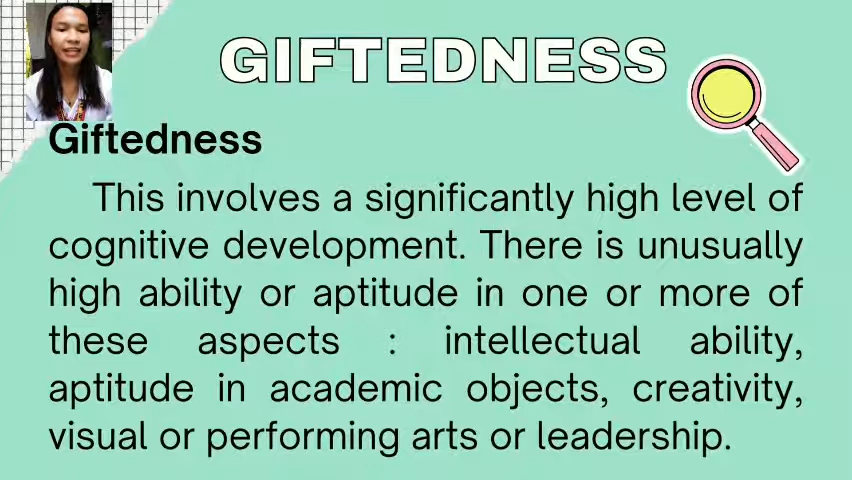 GIFTEDNESS
Giftedness
This involves a significantly high level of
cognitive development. There is unusually
high ability or aptitude in one or more of
these aspects : intellectual ability,
aptitude in academic objects, creativity,
visual or performing arts or leadership.